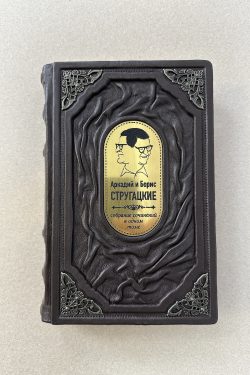 Аркадий и Борис
СТРУГАЦКИЕ
собрание сочинений
в одном
томе